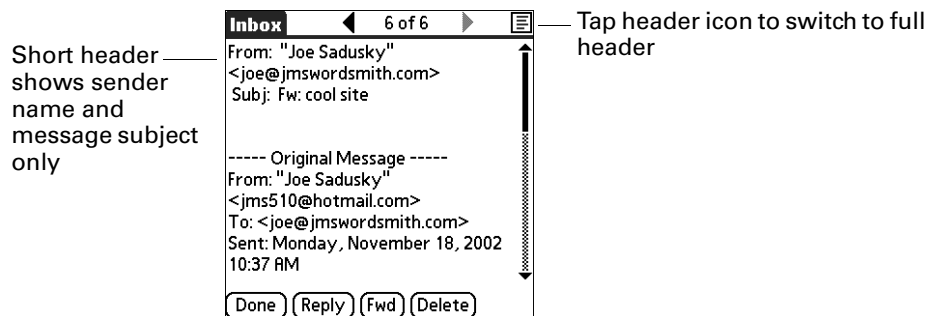 Inbox 6 of 6
Tap header icon to switch to full
header
Short header
shows sender
name and
message subject
only
From: "Joe Sadusky"
<joe@jmswordsmith.com>
Subj: Fw: cool site
----- Original Message -----
From: "Joe Sadusky"
<jms510@hotmail.com>
To: <joe@jmswordsmith.com>
Sent: Monday, November 18, 2002
10:37 AM
Done Reply Fwd Delete